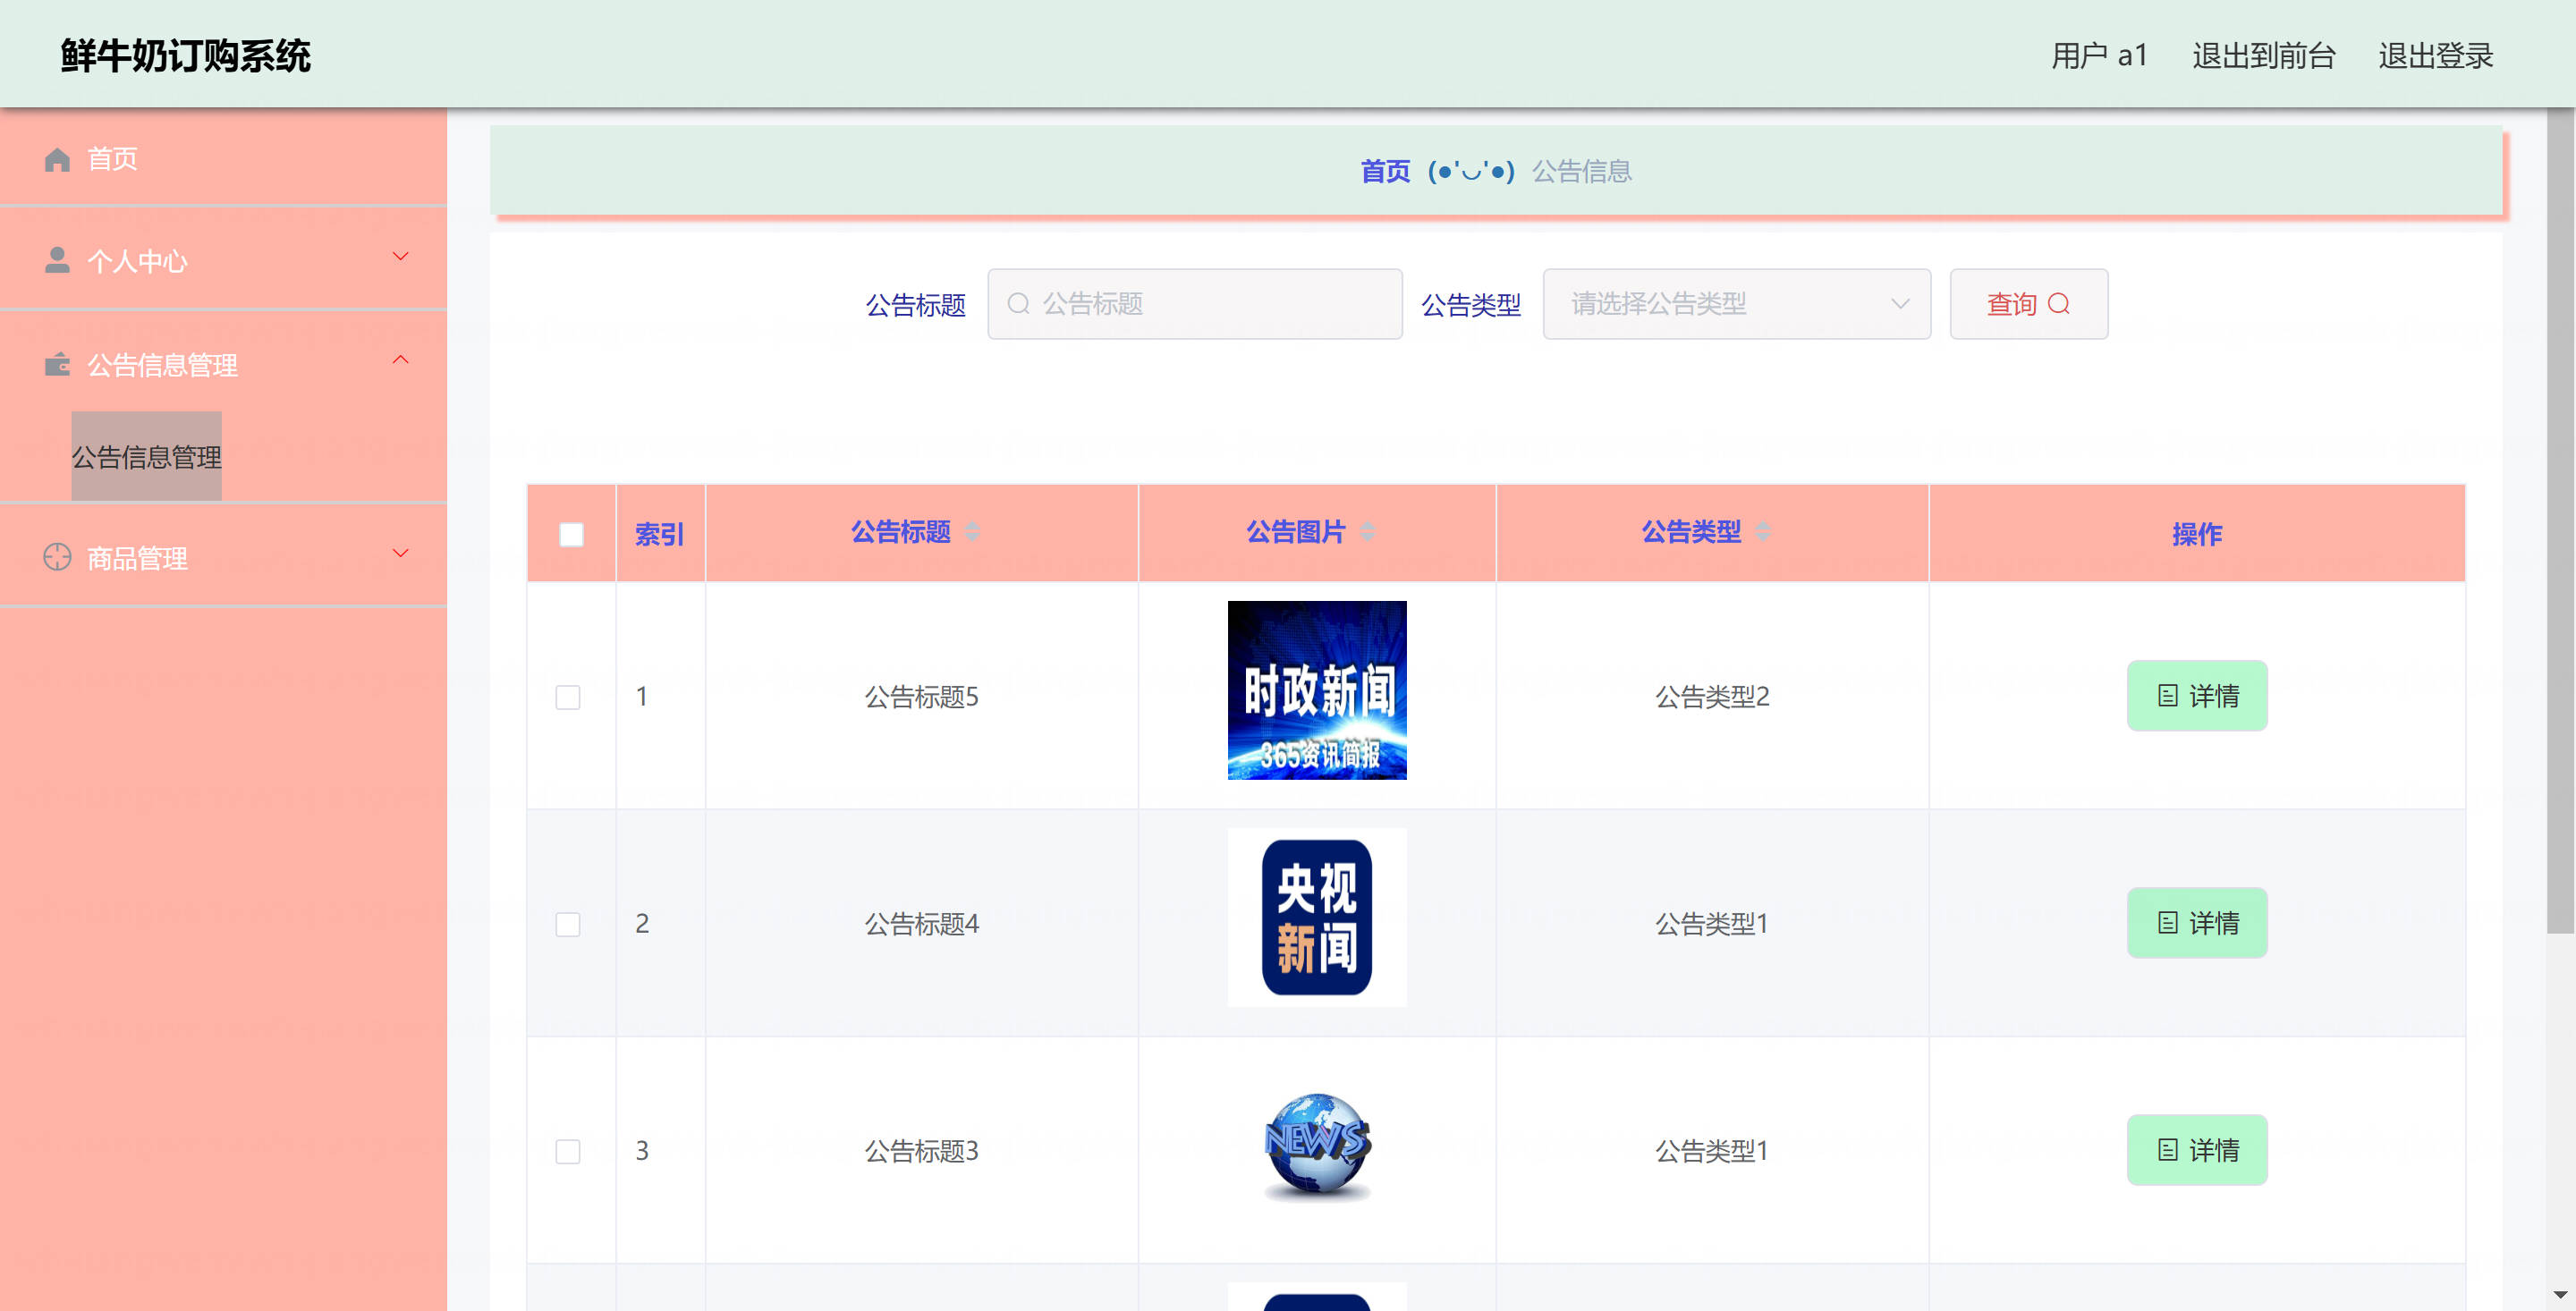 鲜牛奶订购系统
用户 a1 退出到前台 退出登录
首页
个人中心
公告信息管理
公告信息管理
商品管理
首页 (●'◡'●) 公告信息
公告标题 公告标题 公告类型 请选择公告类型 查询
索引 公告标题 公告图片 公告类型 操作
1 公告标题5 公告类型2 详情
时政新闻
365资讯简报
2 公告标题4 公告类型1 详情
央视
新闻
3 公告标题3 公告类型1 详情
NEWS